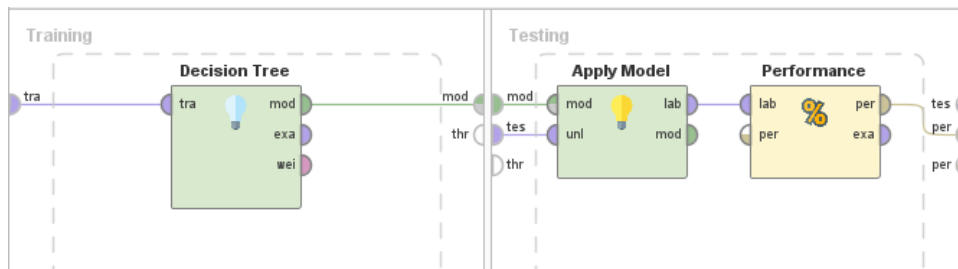 Training
Testing
Decision Tree
Apply Model
Performance
tra
tra
mod
mod
mod
mod
lab
lab
per
tes
exa
thr
tes
unl
mod
per
exa
per
wei
thr
per
%